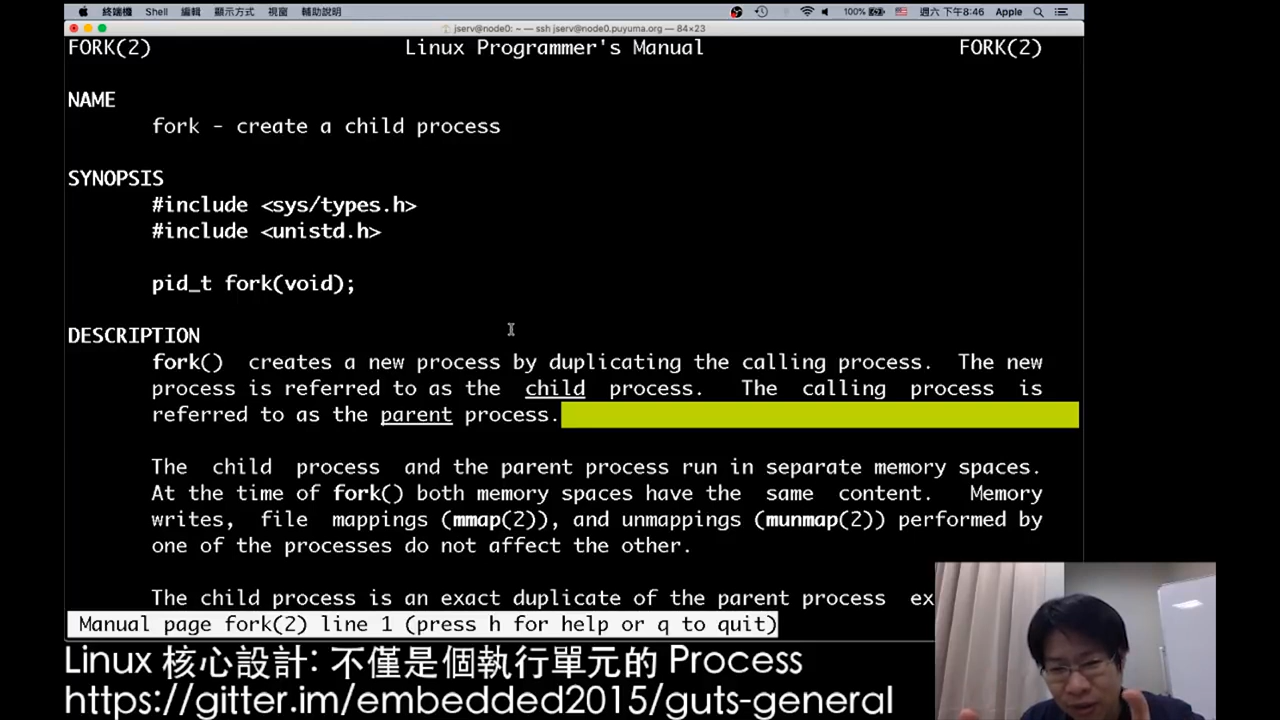 終端機 Shell 編輯 顯示方式 視窗 輔助說明 100% 週六 下午8:46 Apple
jserv@node0: ~ — ssh jserv@node0.puyuma.org — 84×23
FORK(2) Linux Programmer's Manual FORK(2)
NAME
fork - create a child process
SYNOPSIS
#include <sys/types.h>
#include <unistd.h>
pid_t fork(void);
DESCRIPTION
fork() creates a new process by duplicating the calling process. The new
process is referred to as the child process. The calling process is
referred to as the parent process.
The child process and the parent process run in separate memory spaces.
At the time of fork() both memory spaces have the same content. Memory
writes, file mappings (mmap(2)), and unmappings (munmap(2)) performed by
one of the processes do not affect the other.
The child process is an exact duplicate of the parent process ex
Manual page fork(2) line 1 (press h for help or q to quit)
Linux 核心設計: 不僅是個執行單元的 Process
https://gitter.im/embedded2015/guts-general